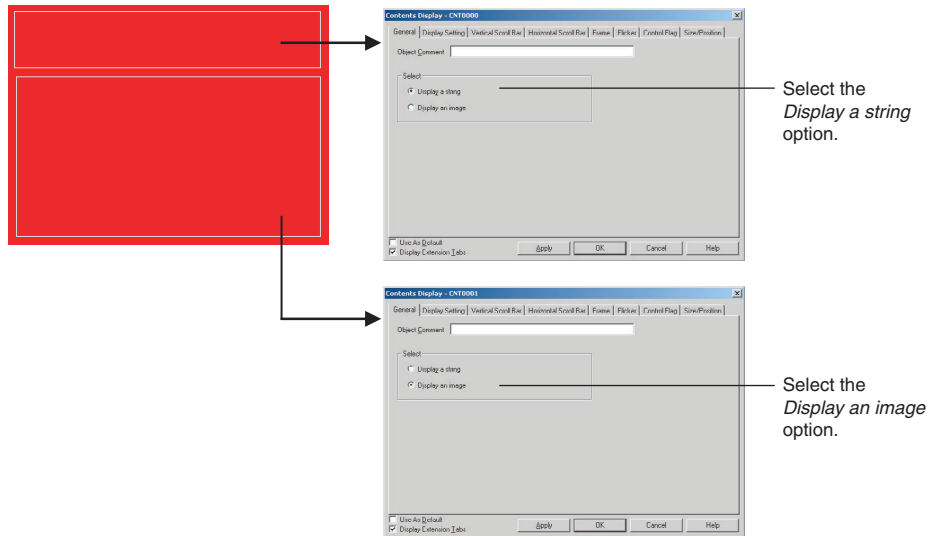 Contents Display - CNT0000
General Display Setting Vertical Scroll Bar Horizontal Scroll Bar Frame Flicker Control Flag Size/Position
Object Comment
Select
Display a string
Display an image
Use As Default
Display Extension Tabs
Apply OK Cancel Help
Select the
Display a string
option.
Contents Display - CNT0001
General Display Setting Vertical Scroll Bar Horizontal Scroll Bar Frame Flicker Control Flag Size/Position
Object Comment
Select
Display a string
Display an image
Use As Default
Display Extension Tabs
Apply OK Cancel Help
Select the
Display an image
option.